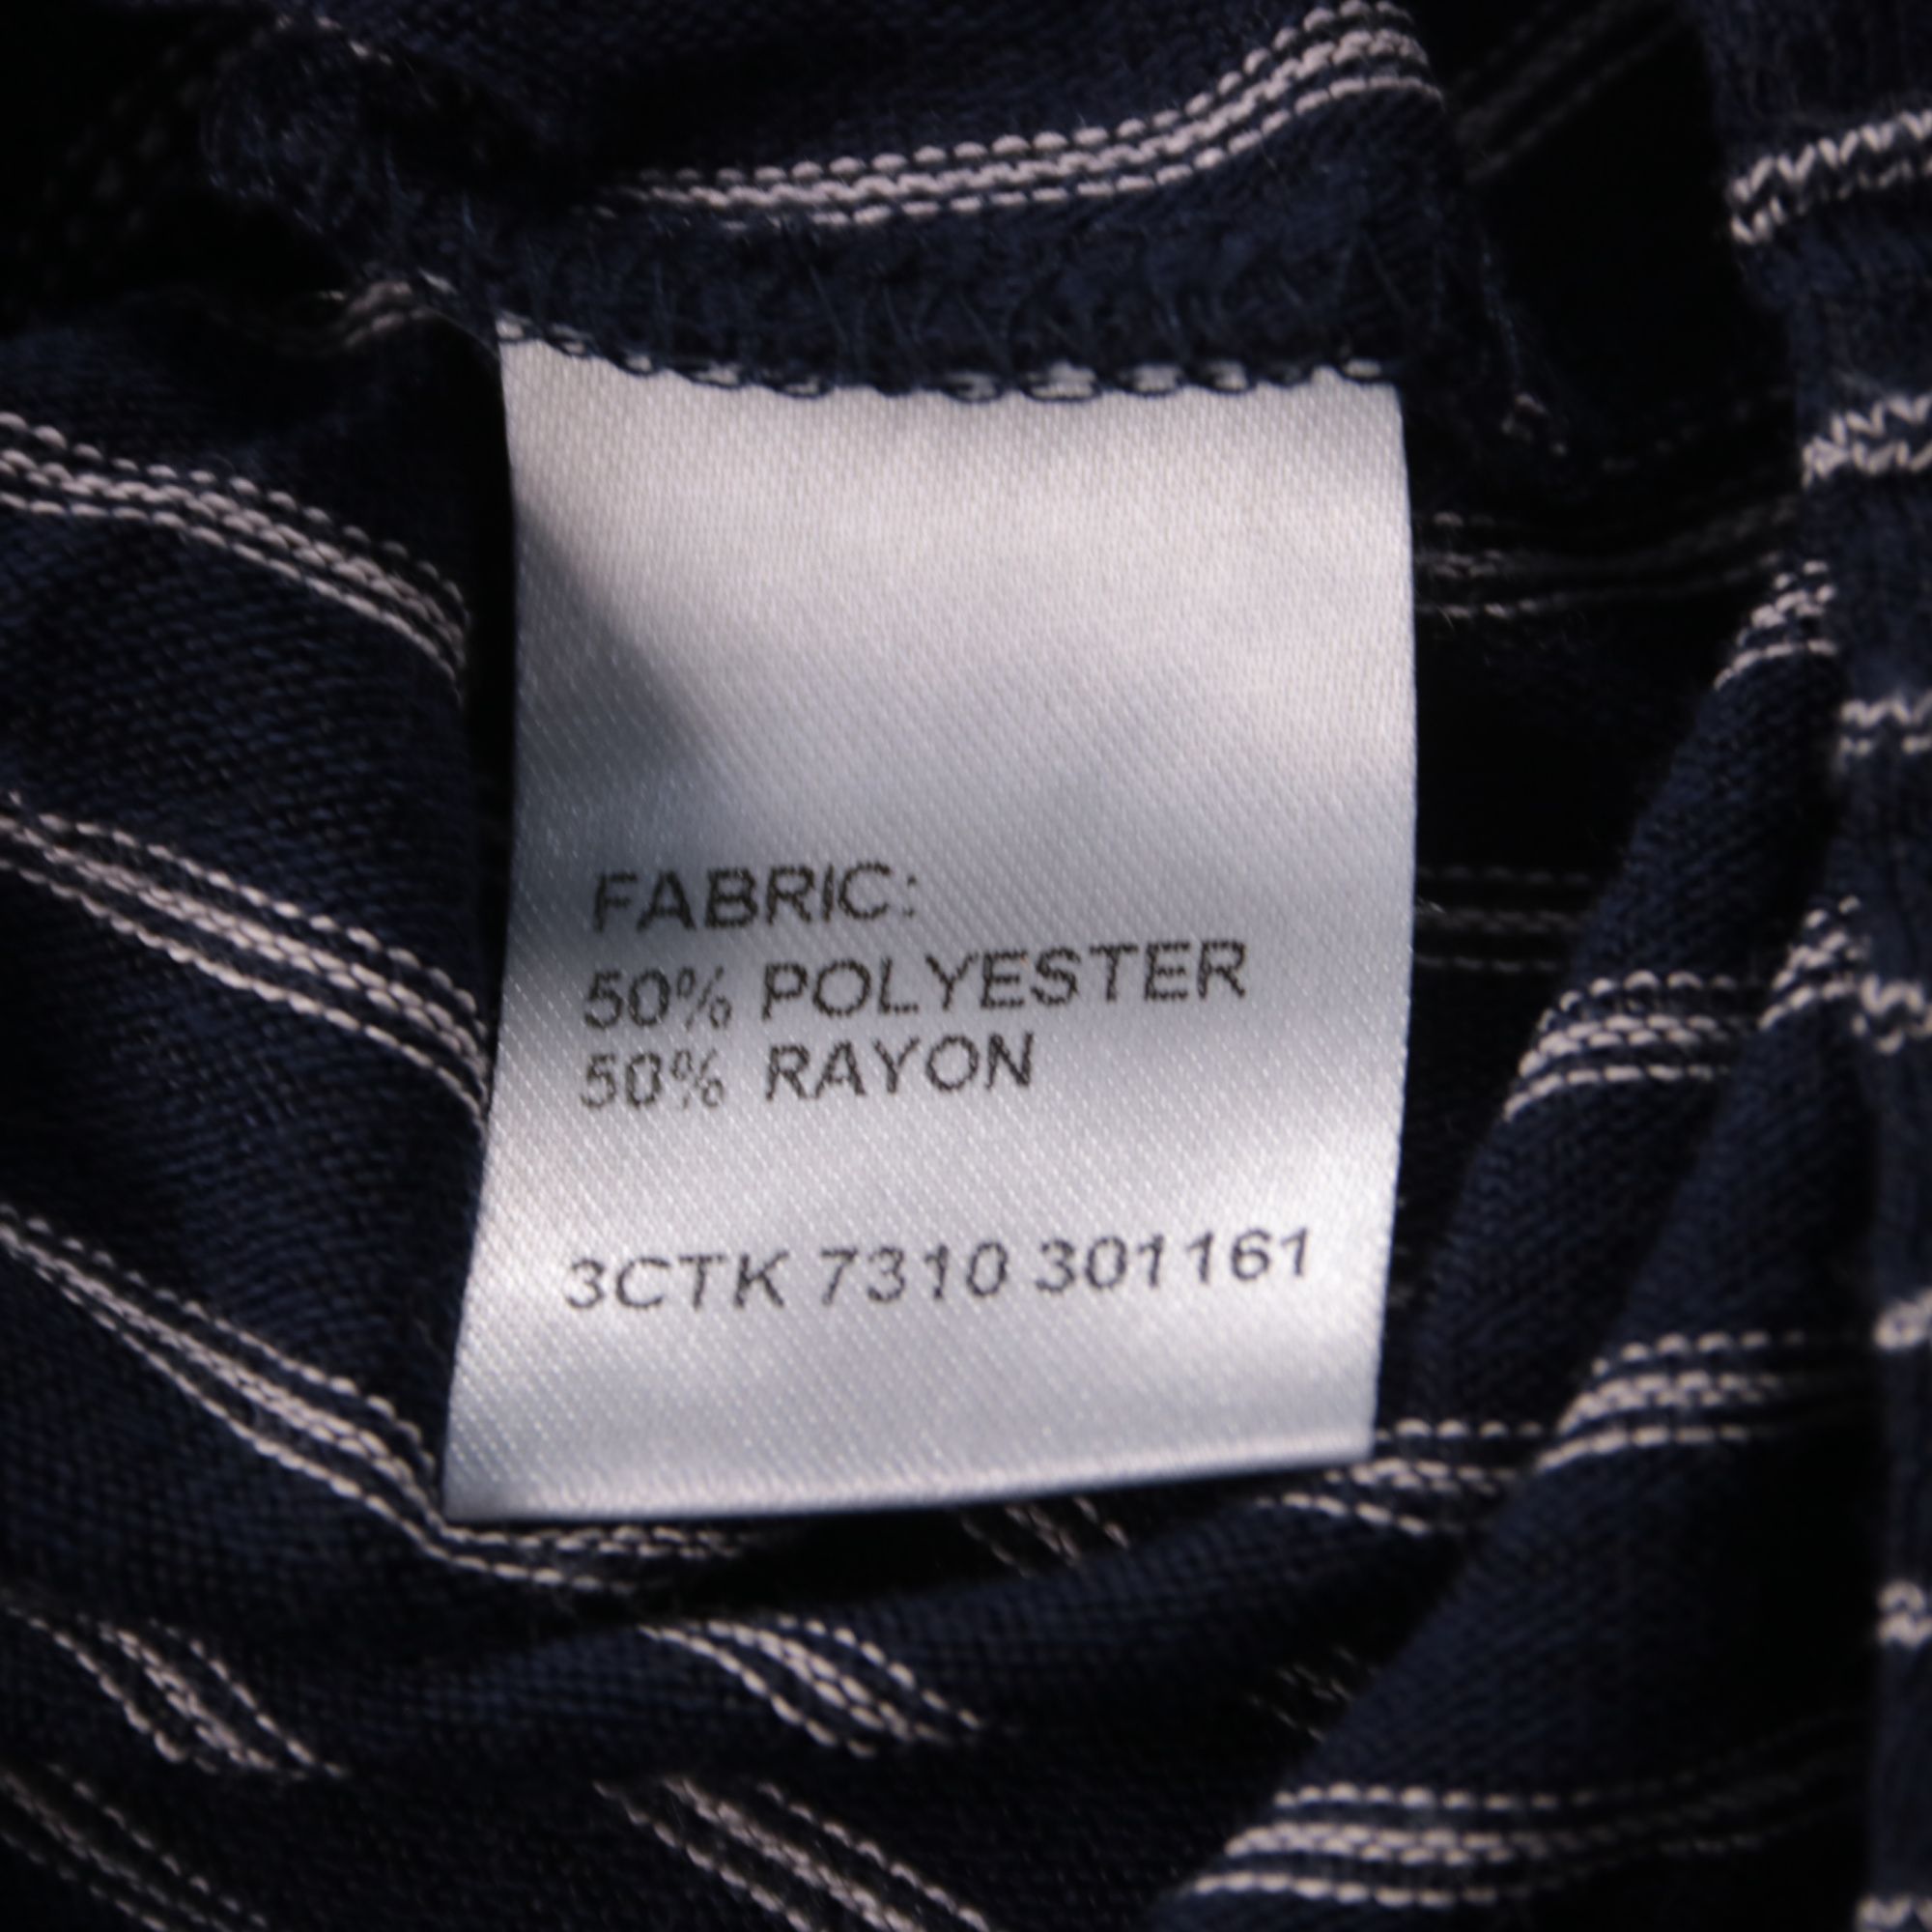 FABRIC:
50% POLYESTER
50% RAYON
3CTK 7310 301161